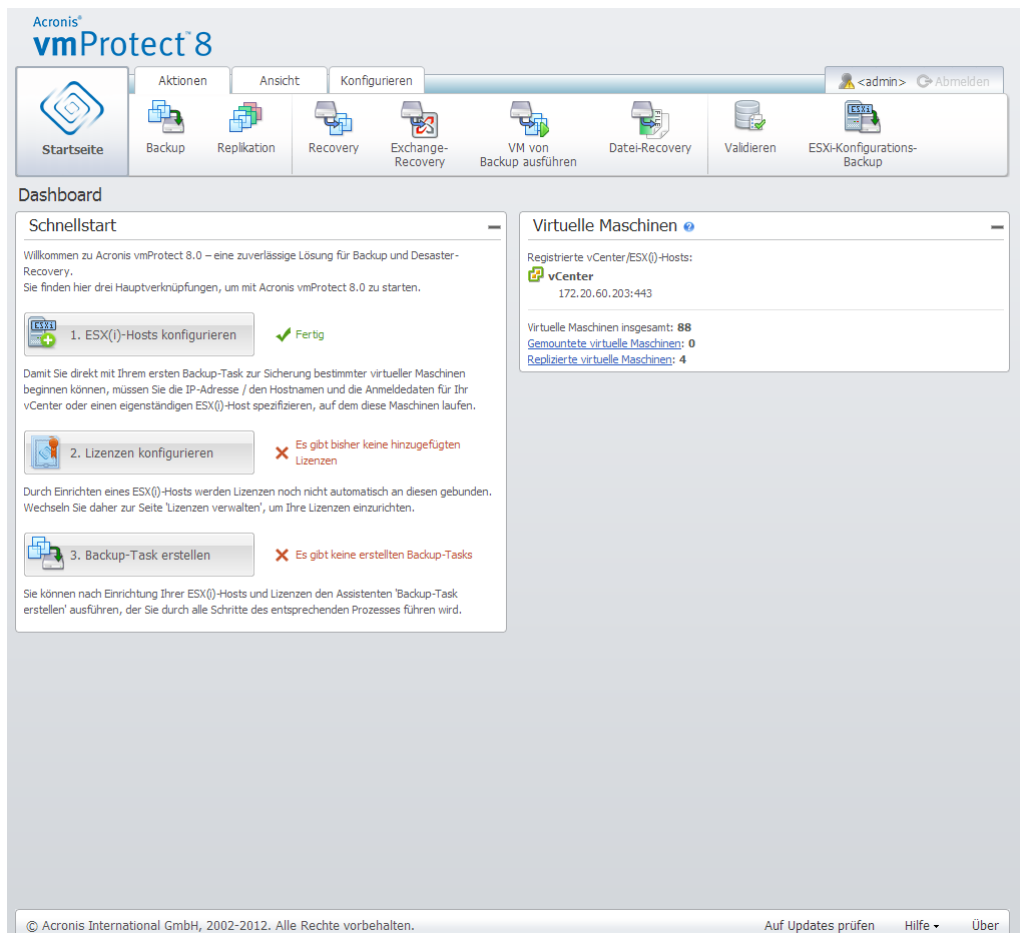 Acronis®
vmProtect™ 8
Aktionen
Ansicht
Konfigurieren
<admin>
Abmelden
Startseite
Backup
Replikation
Recovery
Exchange-
Recovery
VM von
Backup ausführen
Datei-Recovery
Validieren
ESXi-Konfigurations-
Backup
Dashboard
Schnellstart
Willkommen zu Acronis vmProtect 8.0 – eine zuverlässige Lösung für Backup und Desaster-
Recovery.
Sie finden hier drei Hauptverknüpfungen, um mit Acronis vmProtect 8.0 zu starten.
ESXi
1. ESX(i)-Hosts konfigurieren
Fertig
Damit Sie direkt mit Ihrem ersten Backup-Task zur Sicherung bestimmter virtueller Maschinen
beginnen können, müssen Sie die IP-Adresse / den Hostnamen und die Anmeldedaten für Ihr
vCenter oder einen eigenständigen ESX(i)-Host spezifizieren, auf dem diese Maschinen laufen.
2. Lizenzen konfigurieren
Es gibt bisher keine hinzugefügten
Lizenzen
Durch Einrichten eines ESX(i)-Hosts werden Lizenzen noch nicht automatisch an diesen gebunden.
Wechseln Sie daher zur Seite 'Lizenzen verwalten', um Ihre Lizenzen einzurichten.
3. Backup-Task erstellen
Es gibt keine erstellten Backup-Tasks
Sie können nach Einrichtung Ihrer ESX(i)-Hosts und Lizenzen den Assistenten 'Backup-Task
erstellen' ausführen, der Sie durch alle Schritte des entsprechenden Prozesses führen wird.
Virtuelle Maschinen
Registrierte vCenter/ESX(i)-Hosts:
vCenter
172.20.60.203:443
Virtuelle Maschinen insgesamt: 88
Gemountete virtuelle Maschinen: 0
Replizierte virtuelle Maschinen: 4
© Acronis International GmbH, 2002-2012. Alle Rechte vorbehalten.
Auf Updates prüfen
Hilfe
Über